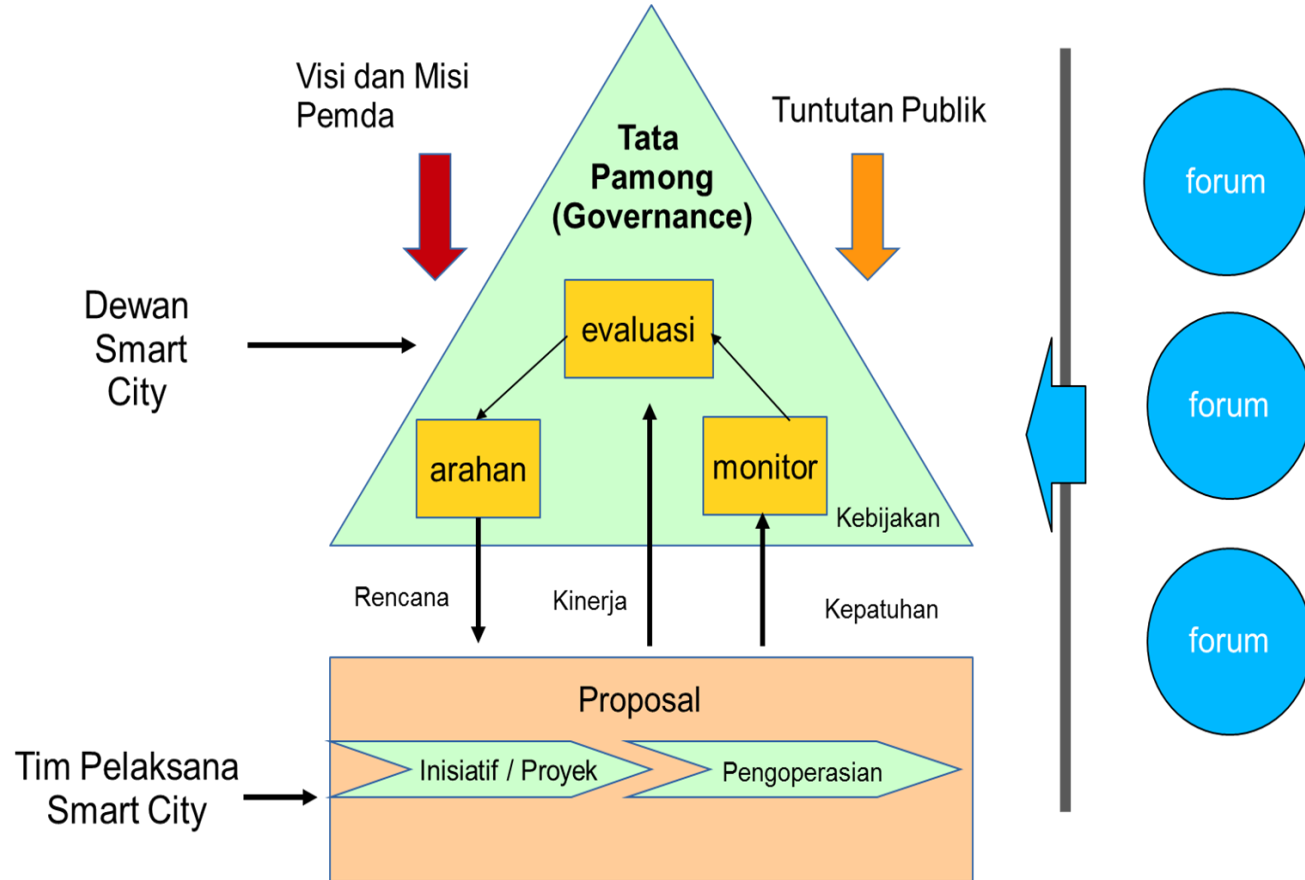 Visi dan Misi
Pemda
Tuntutan Publik
Tata
Pamong
(Governance)
Dewan
Smart
City
evaluasi
arahan
monitor
Kebijakan
Rencana
Kinerja
Kepatuhan
Proposal
Inisiatif / Proyek
Pengoperasian
Tim Pelaksana
Smart City
forum
forum
forum